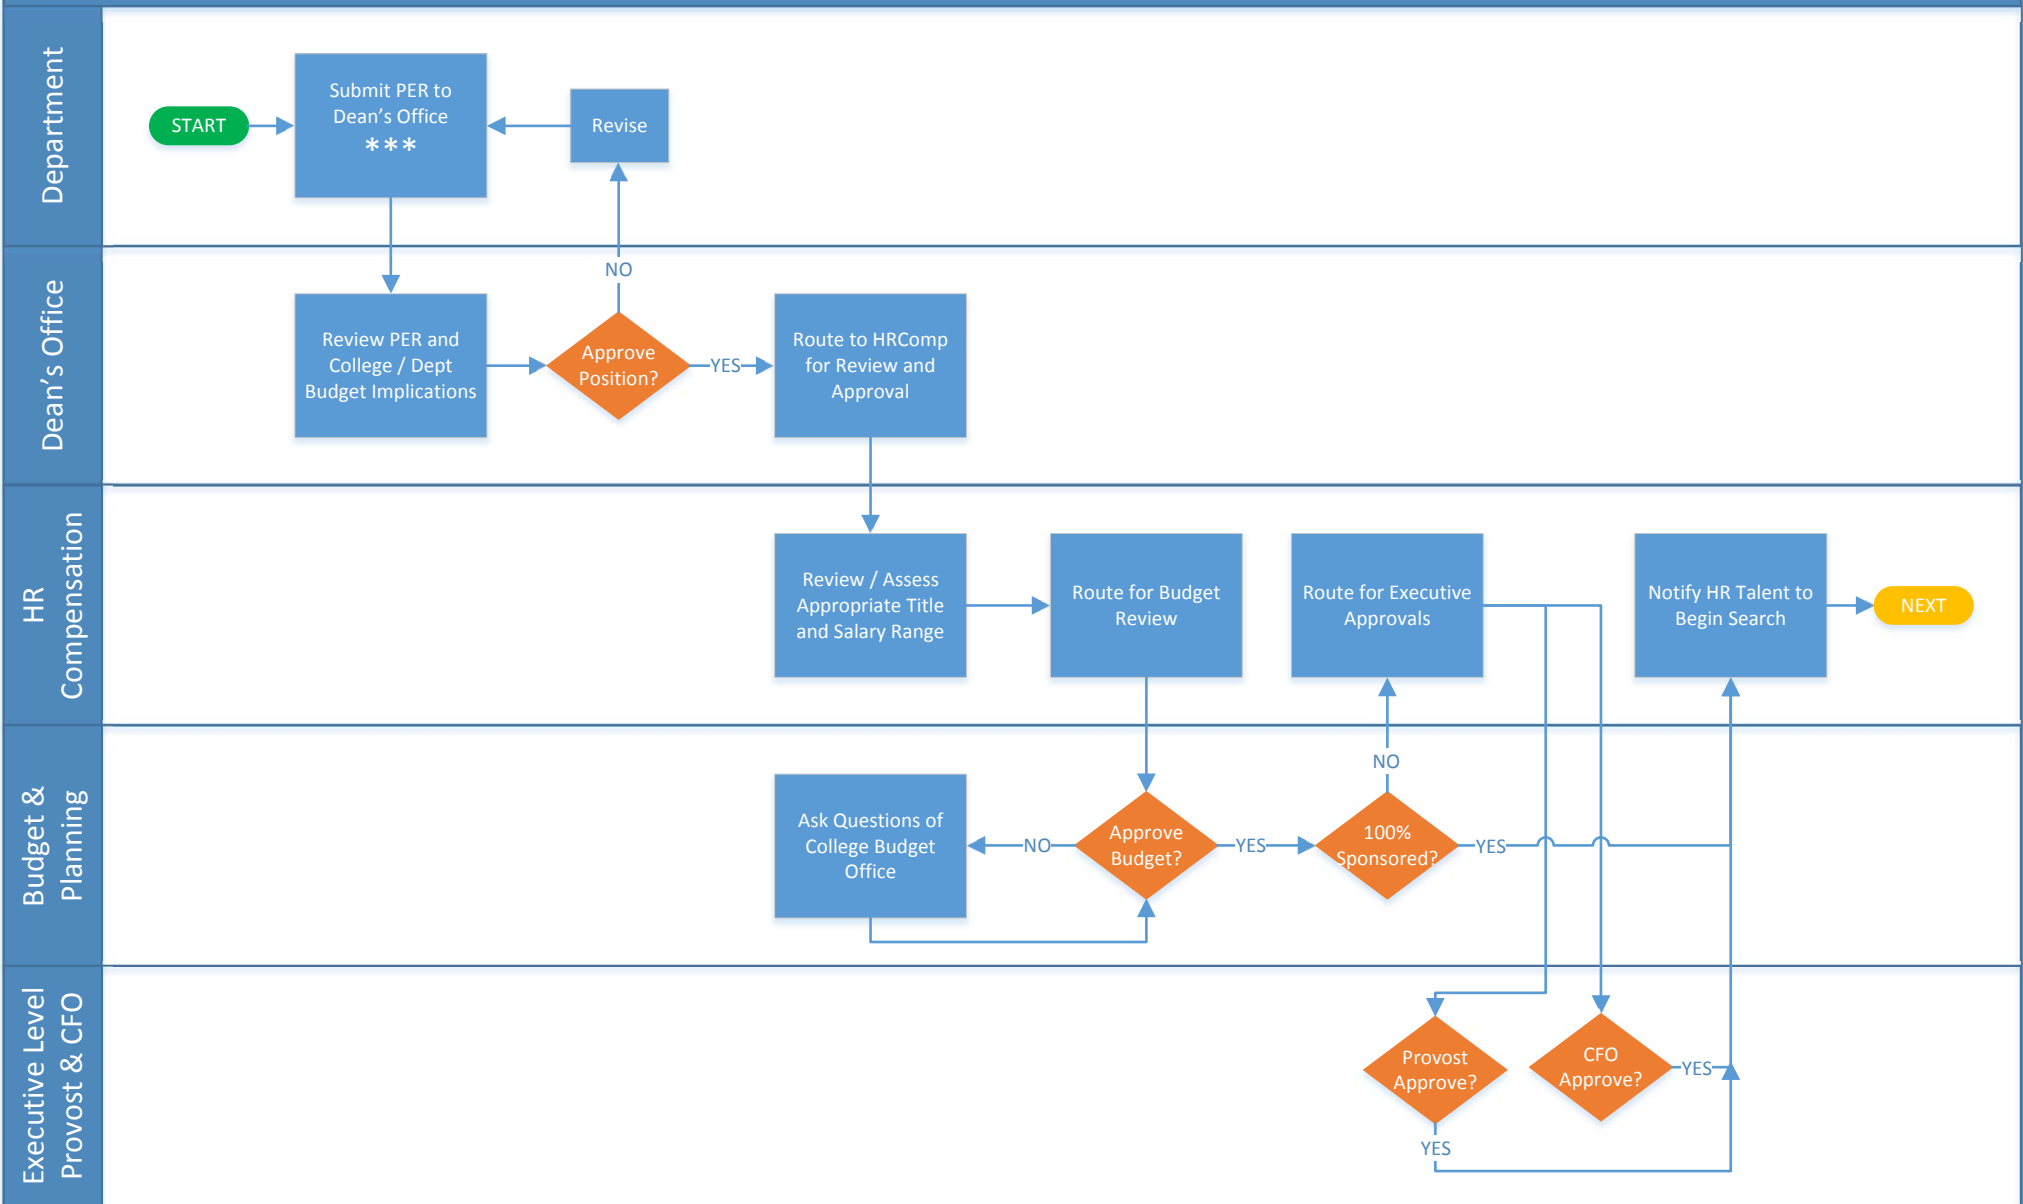 Department
START
Submit PER to
Dean's Office
***
Revise
NO
Dean's Office
Review PER and
College / Dept
Budget Implications
Approve
Position?
YES
Route to HRComp
for Review and
Approval
HR
Compensation
Review / Assess
Appropriate Title
and Salary Range
Route for Budget
Review
Route for Executive
Approvals
Notify HR Talent to
Begin Search
NEXT
Budget &
Planning
Ask Questions of
College Budget
Office
NO
Approve
Budget?
YES
NO
100%
Sponsored?
YES
Executive Level
Provost & CFO
Provost
Approve?
YES
CFO
Approve?
YES